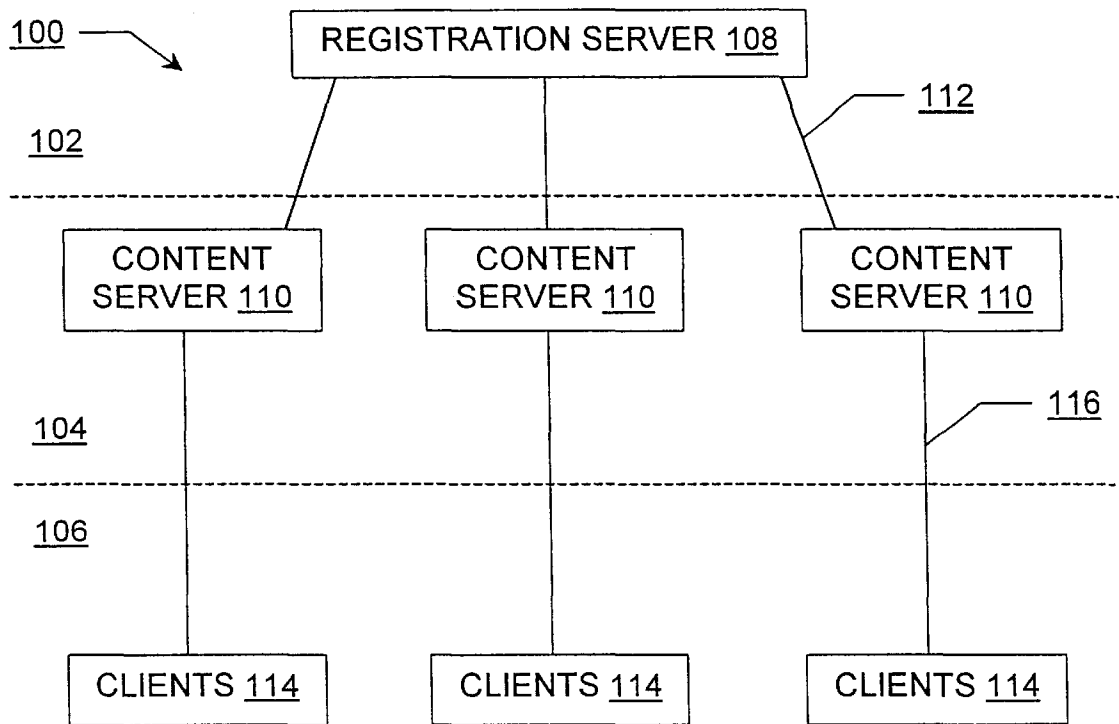 100
REGISTRATION SERVER 108
112
102
CONTENT
SERVER 110
CONTENT
SERVER 110
CONTENT
SERVER 110
116
104
106
CLIENTS 114
CLIENTS 114
CLIENTS 114